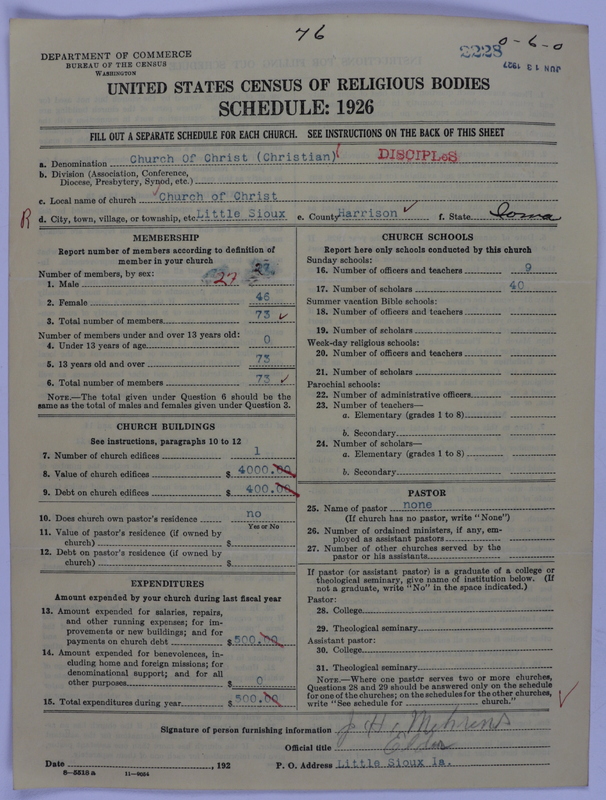 76
2228 0-6-0
JUN 13 1927
DEPARTMENT OF COMMERCE
BUREAU OF THE CENSUS
WASHINGTON
UNITED STATES CENSUS OF RELIGIOUS BODIES
SCHEDULE: 1926
FILL OUT A SEPARATE SCHEDULE FOR EACH CHURCH. SEE INSTRUCTIONS ON THE BACK OF THIS SHEET
a. Denomination Church Of Christ (Christian) DISCIPLES
b. Division (Association, Conference,
Diocese, Presbytery, Synod, etc.)
c. Local name of church Church of Christ
R d. City, town, village, or township, etc. Little Sioux e. County Harrison f. State Iowa
MEMBERSHIP
Report number of members according to definition of
member in your church
Number of members, by sex:
1. Male 27 27
2. Female 46
3. Total number of members 73
Number of members under and over 13 years old:
4. Under 13 years of age 0
5. 13 years old and over 73
6. Total number of members 73
NOTE.—The total given under Question 6 should be the
same as the total of males and females given under Question 3.
CHURCH BUILDINGS
See instructions, paragraphs 10 to 12
7. Number of church edifices 1
8. Value of church edifices $ 4000.00
9. Debt on church edifices $ 400.00
10. Does church own pastor's residence no
Yes or No
11. Value of pastor's residence (if owned by
church) $
12. Debt on pastor's residence (if owned by
church) $
EXPENDITURES
Amount expended by your church during last fiscal year
13. Amount expended for salaries, repairs,
and other running expenses; for im-
provements or new buildings; and for
payments on church debt $ 500.00
14. Amount expended for benevolences, in-
cluding home and foreign missions; for
denominational support; and for all
other purposes $ 0
15. Total expenditures during year $ 500.00
CHURCH SCHOOLS
Report here only schools conducted by this church
Sunday schools:
16. Number of officers and teachers 9
17. Number of scholars 40
Summer vacation Bible schools:
18. Number of officers and teachers
19. Number of scholars
Week-day religious schools:
20. Number of officers and teachers
21. Number of scholars
Parochial schools:
22. Number of administrative officers
23. Number of teachers—
a. Elementary (grades 1 to 8)
b. Secondary
24. Number of scholars—
a. Elementary (grades 1 to 8)
b. Secondary
PASTOR
25. Name of pastor none
(If church has no pastor, write "None")
26. Number of ordained ministers, if any, em-
ployed as assistant pastors
27. Number of other churches served by the
pastor or his assistants
If pastor (or assistant pastor) is a graduate of a college or
theological seminary, give name of institution below. (If
not a graduate, write "No" in the space indicated.)
Pastor:
28. College
29. Theological seminary
Assistant pastor:
30. College
31. Theological seminary
NOTE.—Where one pastor serves two or more churches,
Questions 28 and 29 should be answered only on the schedule
for one of the churches; on schedules for the other churches,
write "See schedule for church."
Signature of person furnishing information J H Mehrens
Official title Elder
Date , 192 P. O. Address Little Sioux Ia.
8—5518 a 11—9054